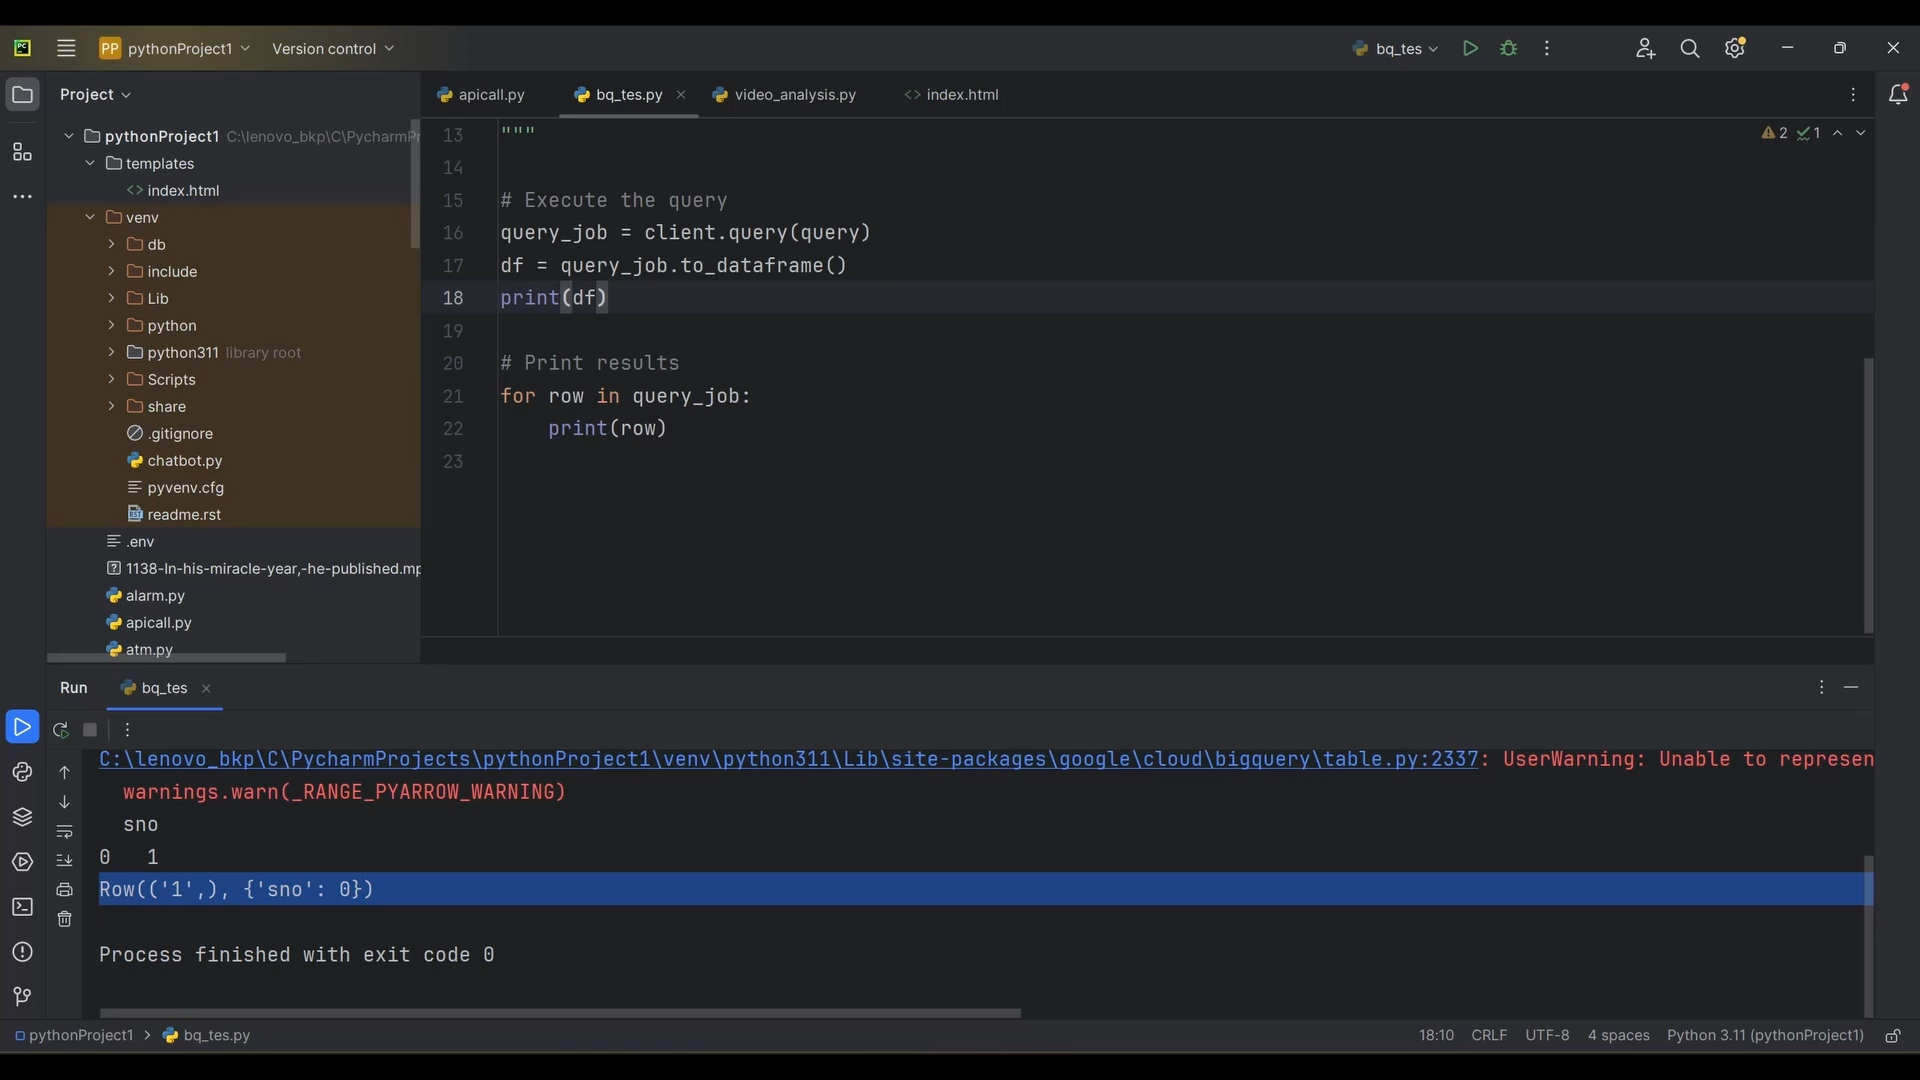 PC
PP pythonProject1
Version control
bq_tes
Project
apicall.py
bq_tes.py
video_analysis.py
<> index.html
pythonProject1 C:\lenovo_bkp\C\PycharmPr
templates
<> index.html
venv
db
include
Lib
python
python311 library root
Scripts
share
.gitignore
chatbot.py
pyvenv.cfg
readme.rst
.env
1138-In-his-miracle-year,-he-published.mp
alarm.py
apicall.py
atm.py
2 1
13 """
14
15 # Execute the query
16 query_job = client.query(query)
17 df = query_job.to_dataframe()
18 print(df)
19
20 # Print results
21 for row in query_job:
22 print(row)
23
Run
bq_tes
C:\lenovo_bkp\C\PycharmProjects\pythonProject1\venv\python311\Lib\site-packages\google\cloud\bigquery\table.py:2337: UserWarning: Unable to represen
warnings.warn(_RANGE_PYARROW_WARNING)
sno
0 1
Row(('1',), {'sno': 0})
Process finished with exit code 0
pythonProject1 > bq_tes.py
18:10 CRLF UTF-8 4 spaces Python 3.11 (pythonProject1)